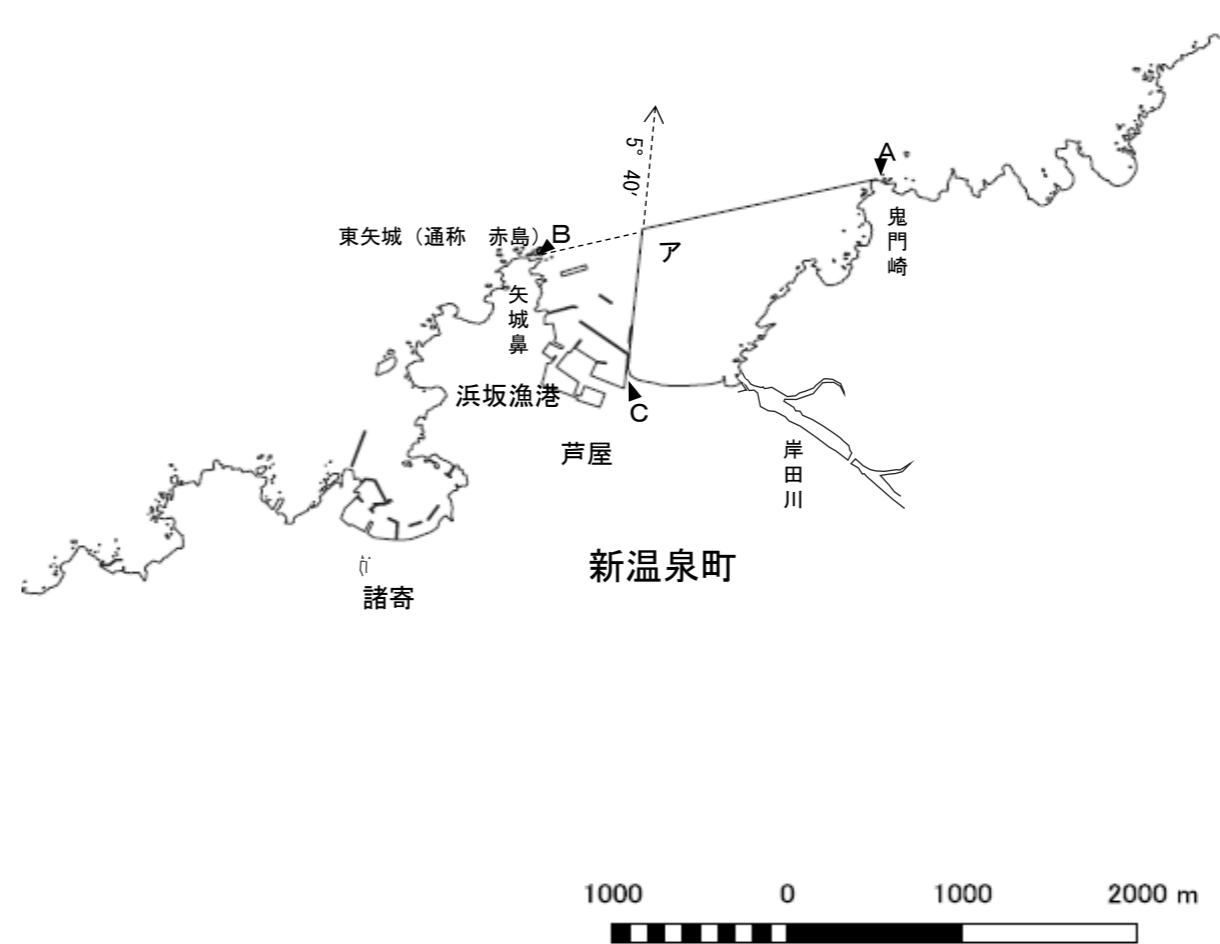 5° 40′
A
鬼門崎
東矢城（通称　赤島）
B
ア
矢城鼻
浜坂漁港
C
芦屋
岸田川
新温泉町
諸寄
1000 0 1000 2000 m